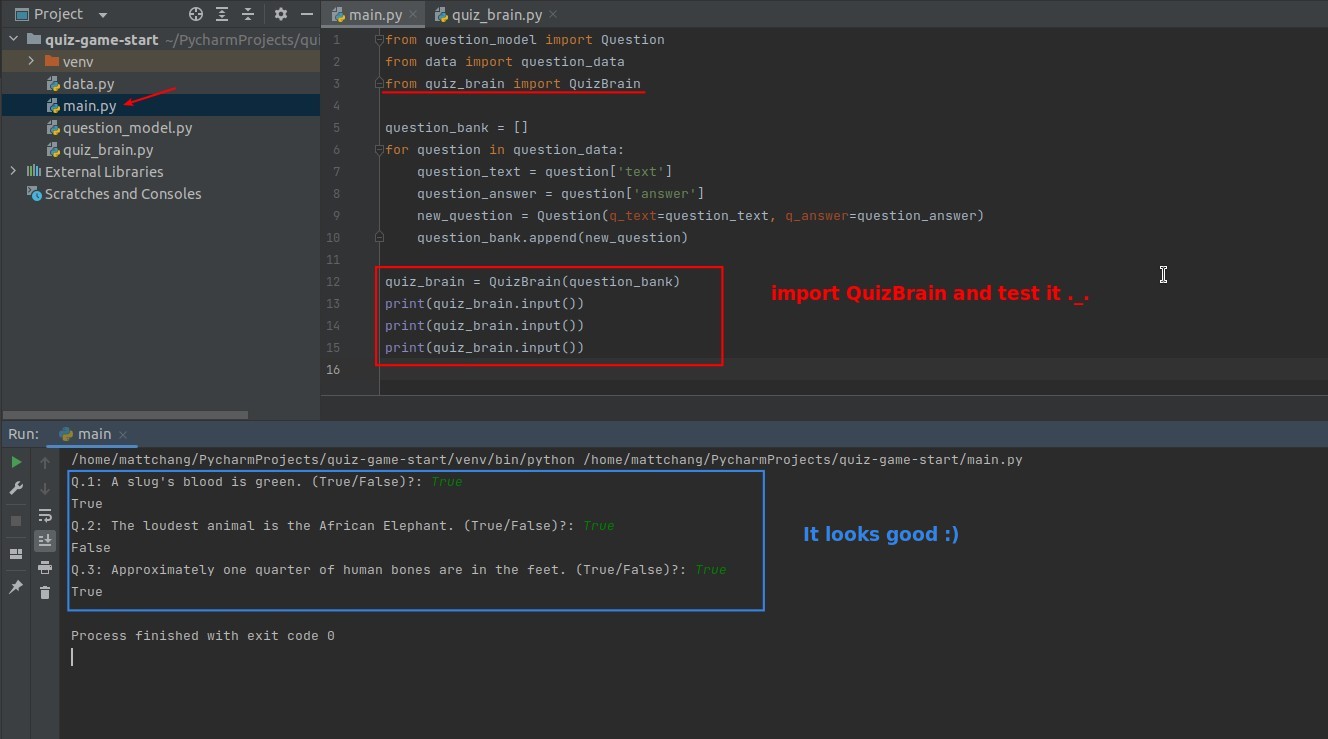 Project
quiz-game-start ~/PycharmProjects/qui
venv
data.py
main.py
question_model.py
quiz_brain.py
External Libraries
Scratches and Consoles
main.py
quiz_brain.py
1 from question_model import Question
2 from data import question_data
3 from quiz_brain import QuizBrain
4
5 question_bank = []
6 for question in question_data:
7     question_text = question['text']
8     question_answer = question['answer']
9     new_question = Question(q_text=question_text, q_answer=question_answer)
10     question_bank.append(new_question)
11
12 quiz_brain = QuizBrain(question_bank)
13 print(quiz_brain.input())
14 print(quiz_brain.input())
15 print(quiz_brain.input())
16
import QuizBrain and test it ._.
Run: main
/home/mattchang/PycharmProjects/quiz-game-start/venv/bin/python /home/mattchang/PycharmProjects/quiz-game-start/main.py
Q.1: A slug's blood is green. (True/False)?: True
True
Q.2: The loudest animal is the African Elephant. (True/False)?: True
False
Q.3: Approximately one quarter of human bones are in the feet. (True/False)?: True
True
It looks good :)
Process finished with exit code 0